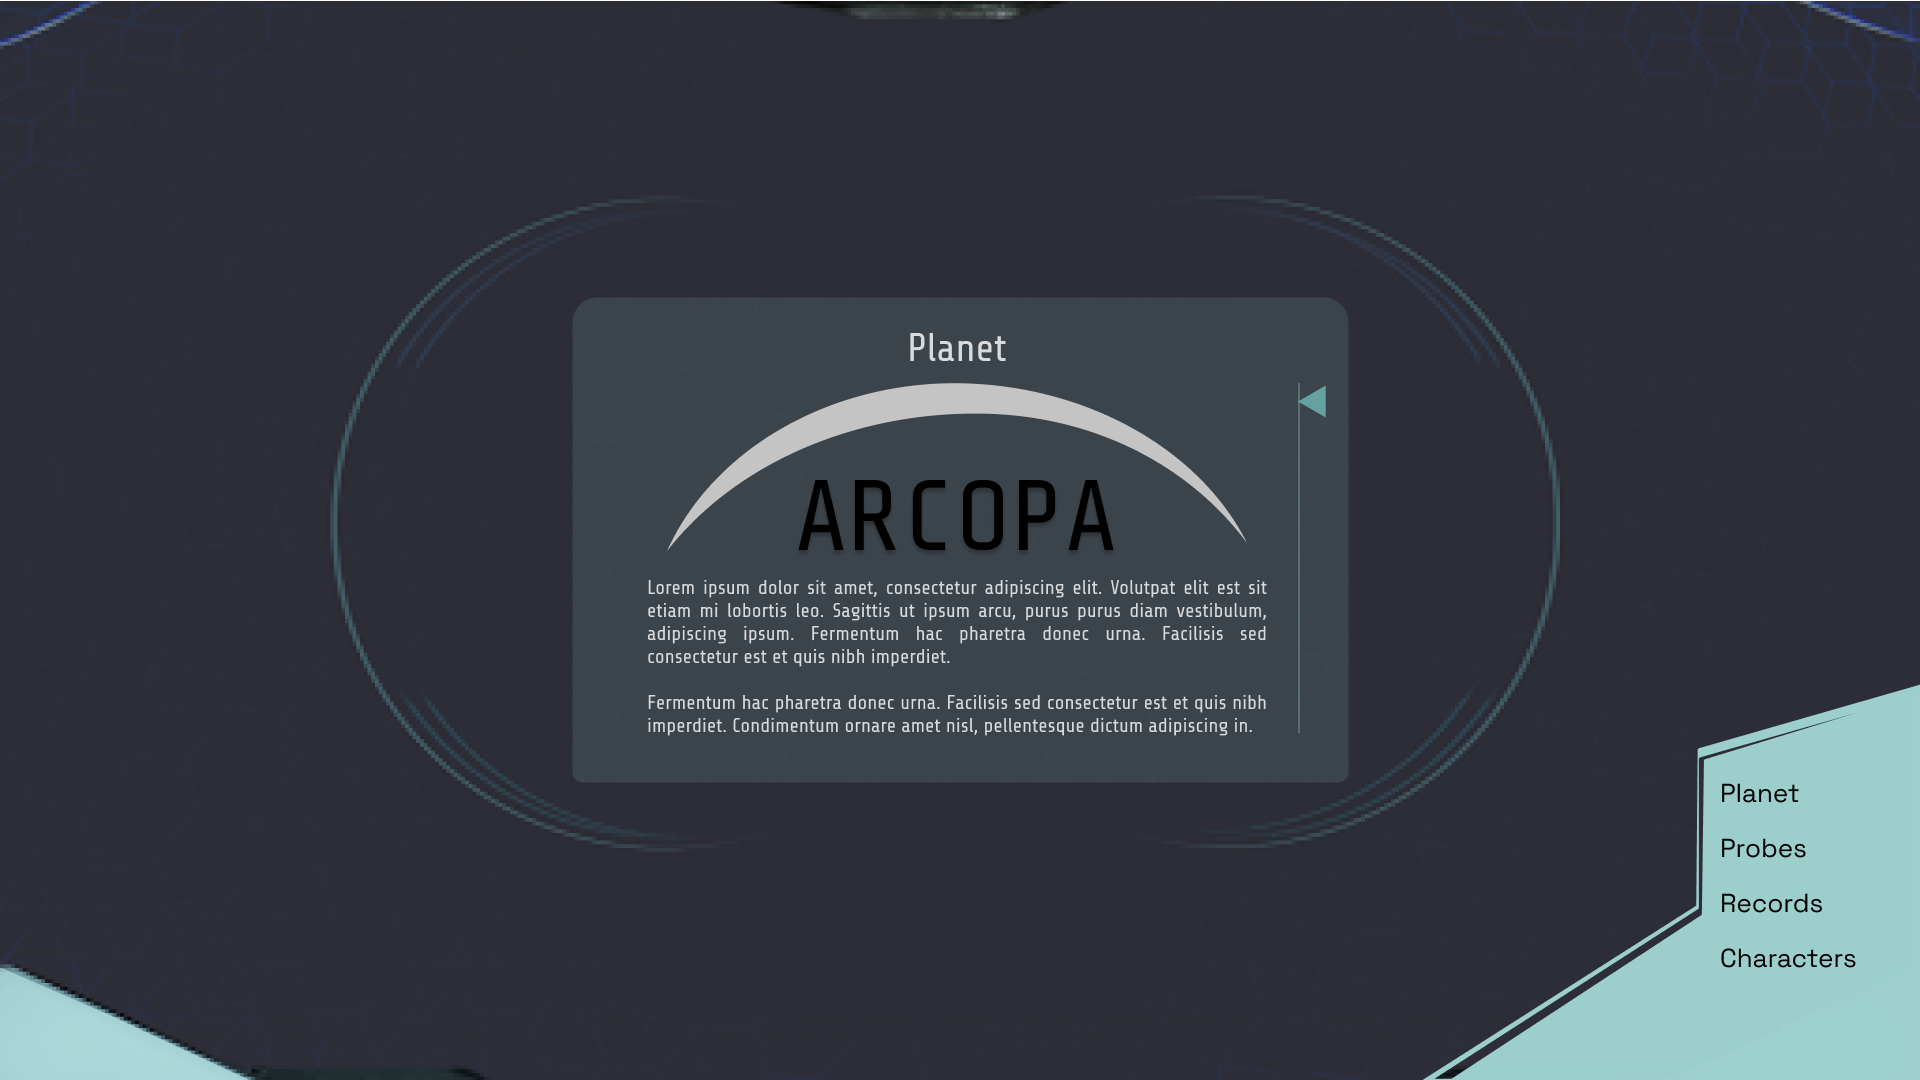 Planet
ARCOPA
Lorem ipsum dolor sit amet, consectetur adipiscing elit. Volutpat elit est sit
etiam mi lobortis leo. Sagittis ut ipsum arcu, purus purus diam vestibulum,
adipiscing ipsum. Fermentum hac pharetra donec urna. Facilisis sed
consectetur est et quis nibh imperdiet.
Fermentum hac pharetra donec urna. Facilisis sed consectetur est et quis nibh
imperdiet. Condimentum ornare amet nisl, pellentesque dictum adipiscing in.
Planet
Probes
Records
Characters